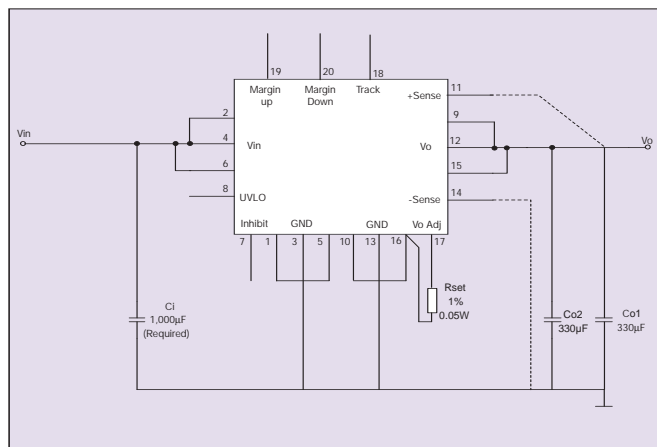 19
20
18
Margin
up
Margin
Down
Track
+Sense
11
2
9
Vin
4
Vin
Vo
12
Vo
6
15
8
UVLO
-Sense
14
Inhibit
GND
GND
Vo Adj
7
1
3
5
10
13
16
17
Rset
1%
0.05W
Ci
1,000µF
(Required)
Co2
330µF
Co1
330µF